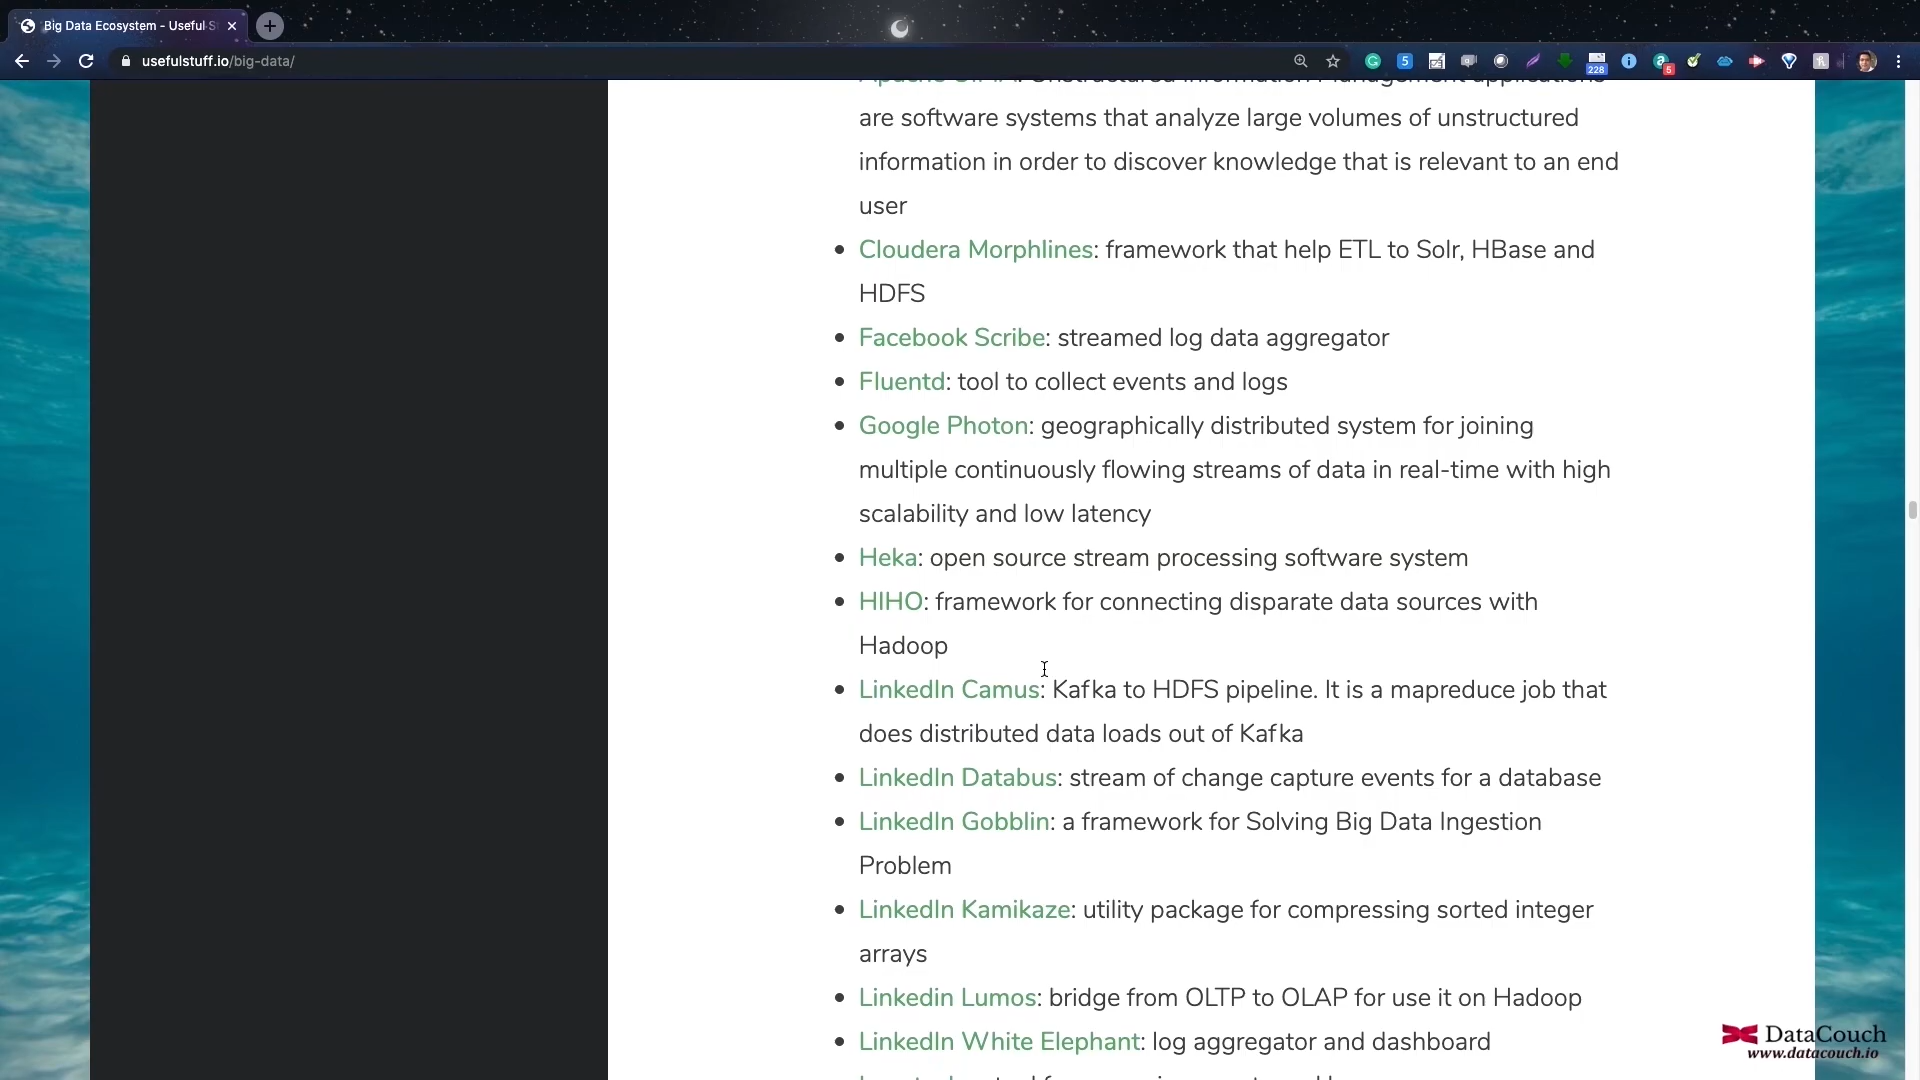 Big Data Ecosystem - Useful S
usefulstuff.io/big-data/
5
228
5
are software systems that analyze large volumes of unstructured
information in order to discover knowledge that is relevant to an end
user
Cloudera Morphlines: framework that help ETL to Solr, HBase and
HDFS
Facebook Scribe: streamed log data aggregator
Fluentd: tool to collect events and logs
Google Photon: geographically distributed system for joining
multiple continuously flowing streams of data in real-time with high
scalability and low latency
Heka: open source stream processing software system
HIHO: framework for connecting disparate data sources with
Hadoop
LinkedIn Camus: Kafka to HDFS pipeline. It is a mapreduce job that
does distributed data loads out of Kafka
LinkedIn Databus: stream of change capture events for a database
LinkedIn Gobblin: a framework for Solving Big Data Ingestion
Problem
LinkedIn Kamikaze: utility package for compressing sorted integer
arrays
Linkedin Lumos: bridge from OLTP to OLAP for use it on Hadoop
LinkedIn White Elephant: log aggregator and dashboard
DataCouch
www.datacouch.io